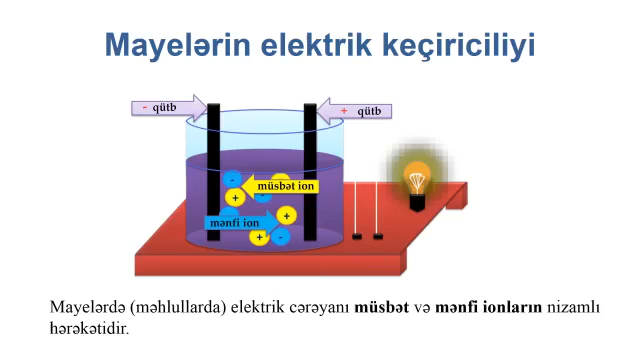 Mayelərin elektrik keçiriciliyi
- qütb
+ qütb
-
müsbət ion
+
-
mənfi ion
+
+
-
Mayelərdə (məhlullarda) elektrik cərəyanı müsbət və mənfi ionların nizamlı
hərəkətidir.